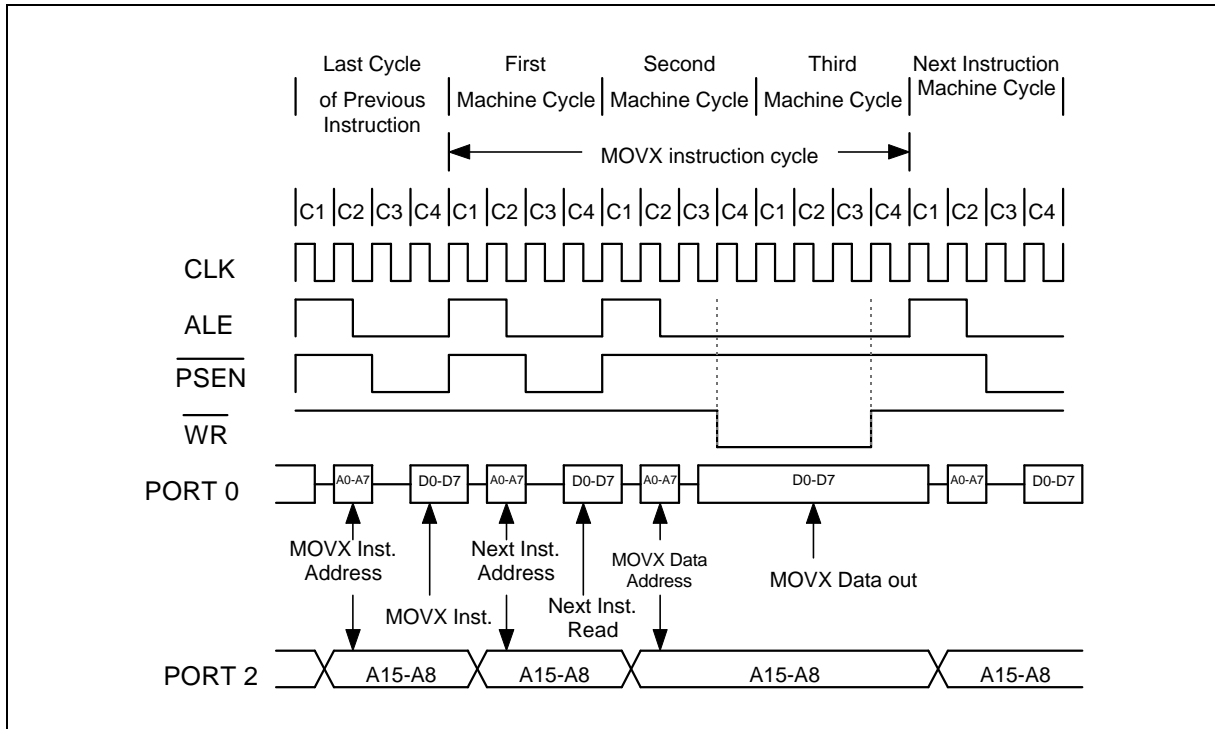 Last Cycle
of Previous
Instruction
First
Machine Cycle
Second
Machine Cycle
Third
Machine Cycle
Next Instruction
Machine Cycle
MOVX instruction cycle
C1 C2 C3 C4 C1 C2 C3 C4 C1 C2 C3 C4 C1 C2 C3 C4 C1 C2 C3 C4
CLK
ALE
PSEN
WR
PORT 0
A0-A7 D0-D7 A0-A7 D0-D7 A0-A7 D0-D7 A0-A7 D0-D7
MOVX Inst.
Address
MOVX Inst.
Next Inst.
Address
Next Inst.
Read
MOVX Data
Address
MOVX Data out
PORT 2
A15-A8 A15-A8 A15-A8 A15-A8